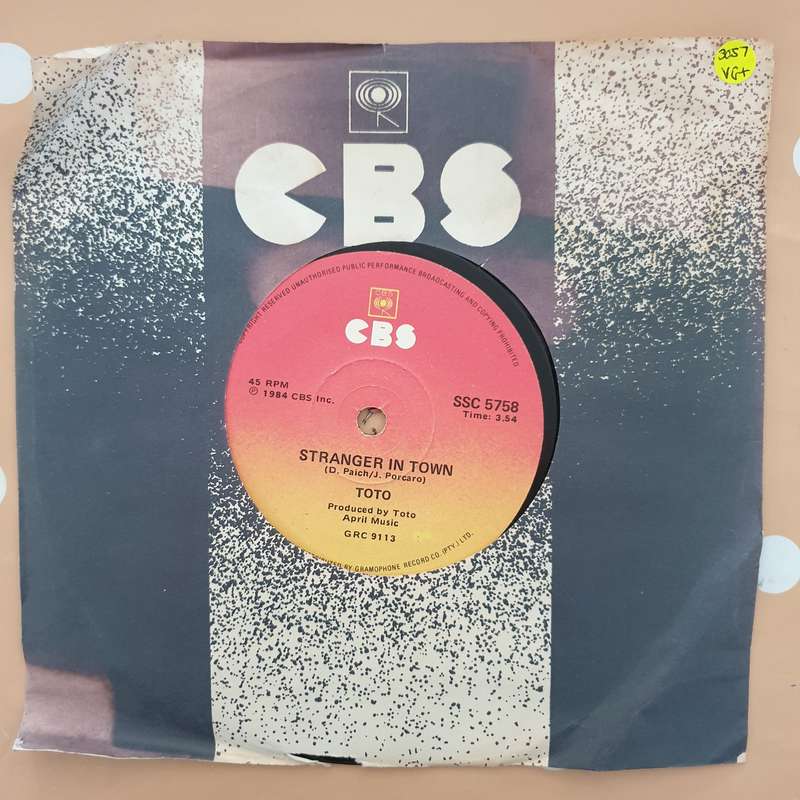 3057
VG+
CBS
COPYRIGHT RESERVED UNAUTHORISED PUBLIC PERFORMANCE BROADCASTING AND COPYING PROHIBITED
CBS
CBS
45 RPM
℗ 1984 CBS Inc.
SSC 5758
Time: 3.54
STRANGER IN TOWN
(D. Paich/J. Porcaro)
TOTO
Produced by Toto
April Music
GRC 9113
BY GRAMOPHONE RECORD CO. (PTY.) LTD.